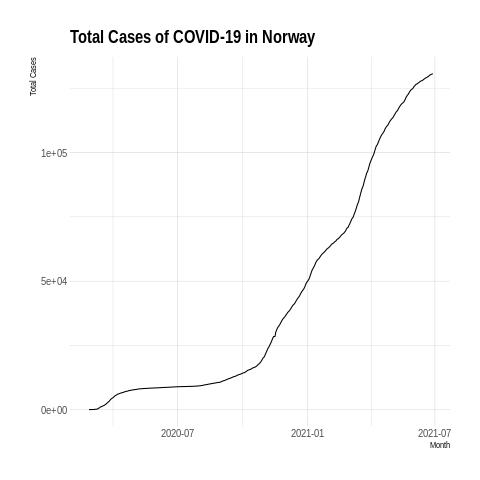 Total Cases of COVID-19 in Norway
Total Cases
1e+05
5e+04
0e+00
2020-07
2021-01
2021-07
Month